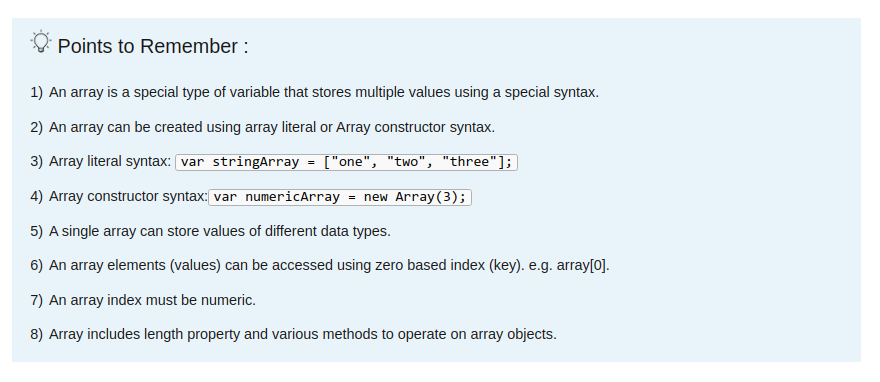 Points to Remember :
1) An array is a special type of variable that stores multiple values using a special syntax.
2) An array can be created using array literal or Array constructor syntax.
3) Array literal syntax: var stringArray = ["one", "two", "three"];
4) Array constructor syntax: var numericArray = new Array(3);
5) A single array can store values of different data types.
6) An array elements (values) can be accessed using zero based index (key). e.g. array[0].
7) An array index must be numeric.
8) Array includes length property and various methods to operate on array objects.